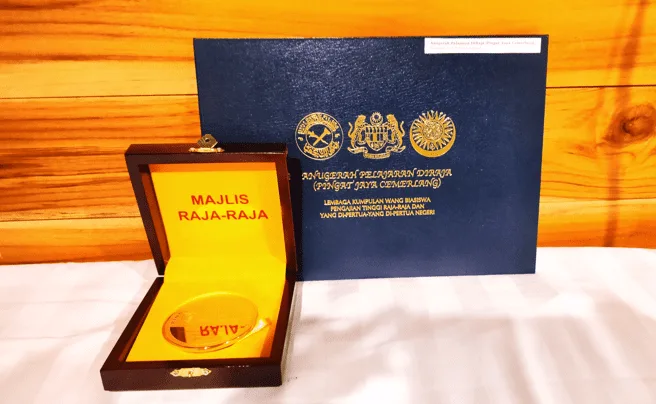 MAJLIS
RAJA-RAJA
ANUGERAH PELAJARAN DIRAJA
(PINGAT JAYA CEMERLANG)
LEMBAGA KUMPULAN WANG BIASISWA
PENGAJIAN TINGGI RAJA-RAJA DAN
YANG DI-PERTUA-YANG DI-PERTUA NEGERI
RAJA-